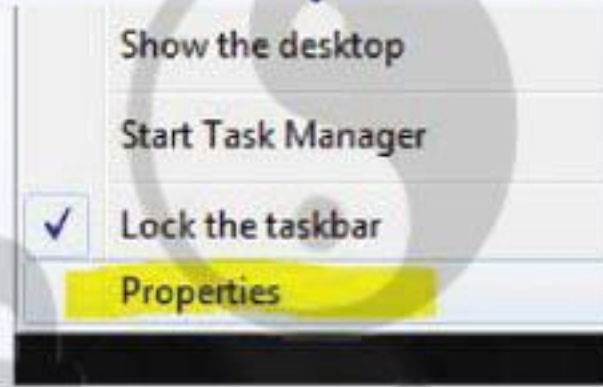 Show the desktop
Start Task Manager
Lock the taskbar
Properties